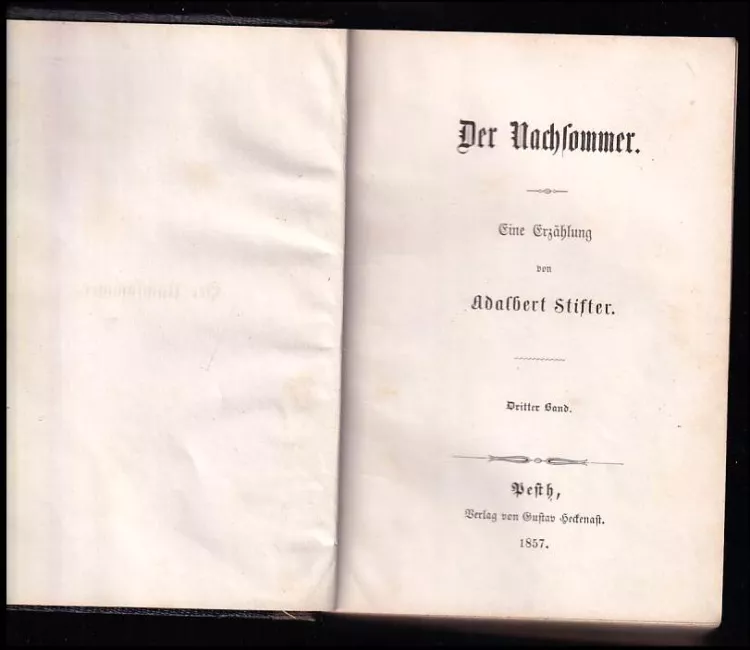 Der Nachsommer.
Eine Erzählung
von
Adalbert Stifter.
Dritter Band.
Pesth,
Verlag von Gustav Heckenast.
1857.